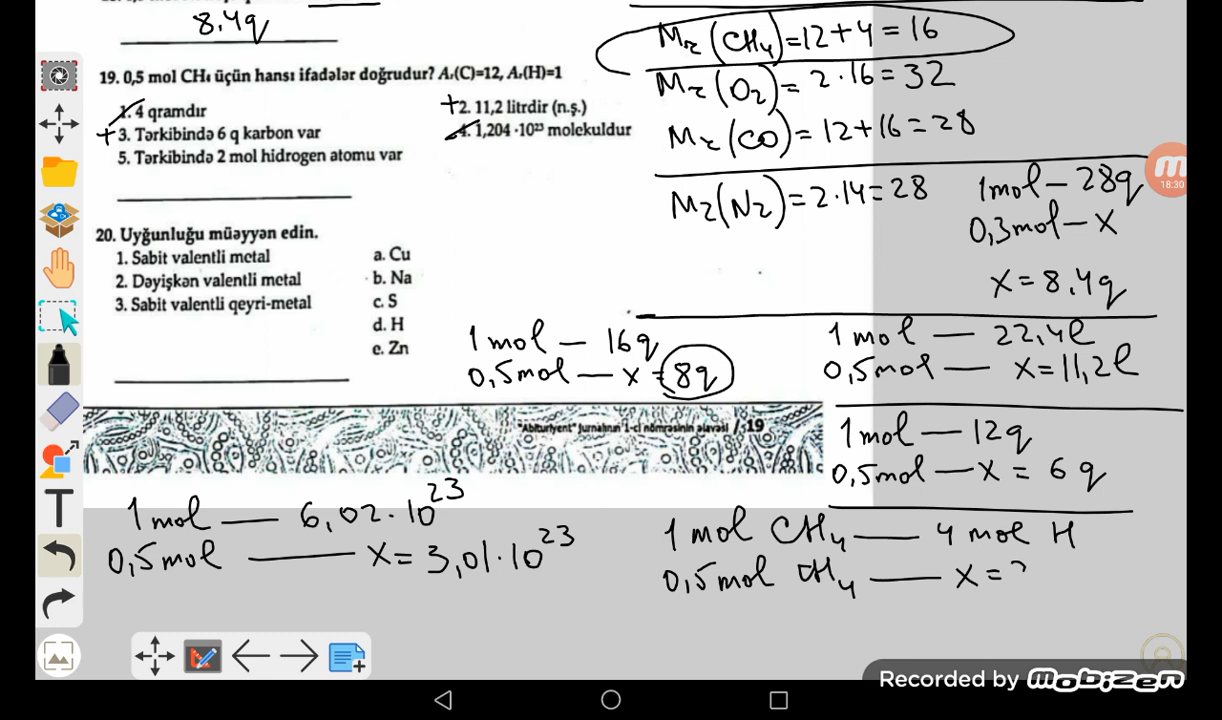 8.4q
19. 0,5 mol CH₄ üçün hansı ifadələr doğrudur? Aᵣ(C)=12, Aᵣ(H)=1
1. 4 qramdır
+2. 11,2 litrdir (n.ş.)
+3. Tərkibində 6 q karbon var
4. 1,204 ·10²³ molekuldur
5. Tərkibində 2 mol hidrogen atomu var
20. Uyğunluğu müəyyən edin.
1. Sabit valentli metal
a. Cu
2. Dəyişkən valentli metal
b. Na
3. Sabit valentli qeyri-metal
c. S
d. H
e. Zn
"Abituriyent" jurnalının 1-ci nömrəsinin əlavəsi / 519
Mr(CH4)=12+4=16
Mr(O2)=2·16=32
Mr(CO)=12+16=28
Mr(N2)=2·14=28
1mol–28q
0,3mol–x
x=8.4q
1mol – 16q
0,5mol — x = 8q
1mol — 22,4l
0,5mol — x=11,2l
1mol — 12q
0,5mol — x = 6q
1mol — 6,02·10²³
0,5mol — x=3,01·10²³
1mol CH4 — 4 mol H
0,5mol CH4 — x=?
T
18:30
Recorded by mobizen